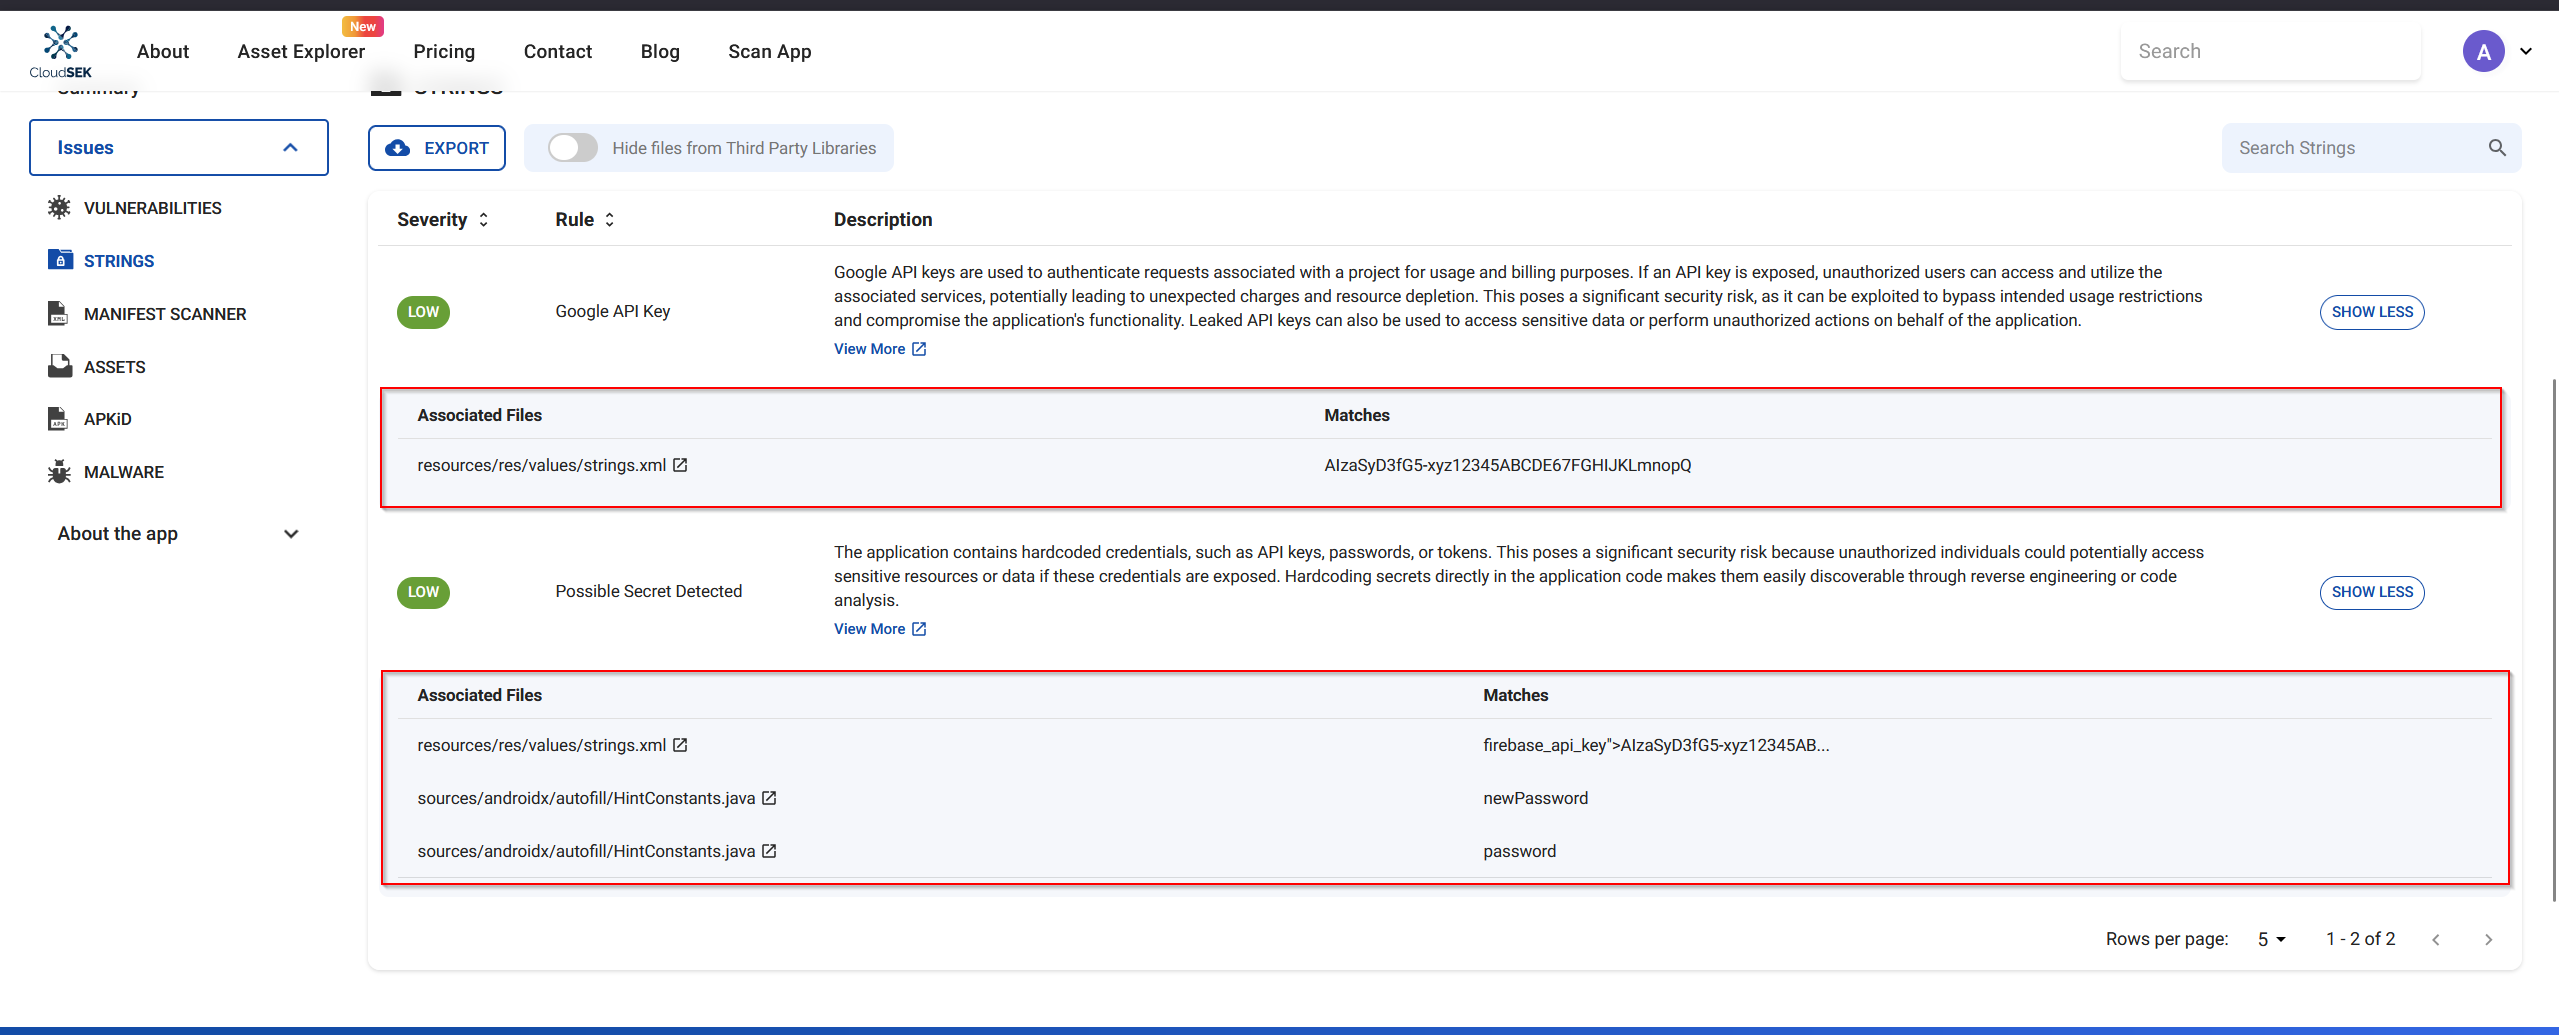 New
CloudSEK
About
Asset Explorer
Pricing
Contact
Blog
Scan App
Search
A
Summary
STRINGS
Issues
EXPORT
Hide files from Third Party Libraries
Search Strings
VULNERABILITIES
STRINGS
MANIFEST SCANNER
ASSETS
APKiD
MALWARE
About the app
Severity
Rule
Description
LOW
Google API Key
Google API keys are used to authenticate requests associated with a project for usage and billing purposes. If an API key is exposed, unauthorized users can access and utilize the
associated services, potentially leading to unexpected charges and resource depletion. This poses a significant security risk, as it can be exploited to bypass intended usage restrictions
and compromise the application's functionality. Leaked API keys can also be used to access sensitive data or perform unauthorized actions on behalf of the application.
View More
SHOW LESS
Associated Files
Matches
resources/res/values/strings.xml
AIzaSyD3fG5-xyz12345ABCDE67FGHIJKLmnopQ
LOW
Possible Secret Detected
The application contains hardcoded credentials, such as API keys, passwords, or tokens. This poses a significant security risk because unauthorized individuals could potentially access
sensitive resources or data if these credentials are exposed. Hardcoding secrets directly in the application code makes them easily discoverable through reverse engineering or code
analysis.
View More
SHOW LESS
Associated Files
Matches
resources/res/values/strings.xml
firebase_api_key">AIzaSyD3fG5-xyz12345AB...
sources/androidx/autofill/HintConstants.java
newPassword
sources/androidx/autofill/HintConstants.java
password
Rows per page:
5
1 - 2 of 2